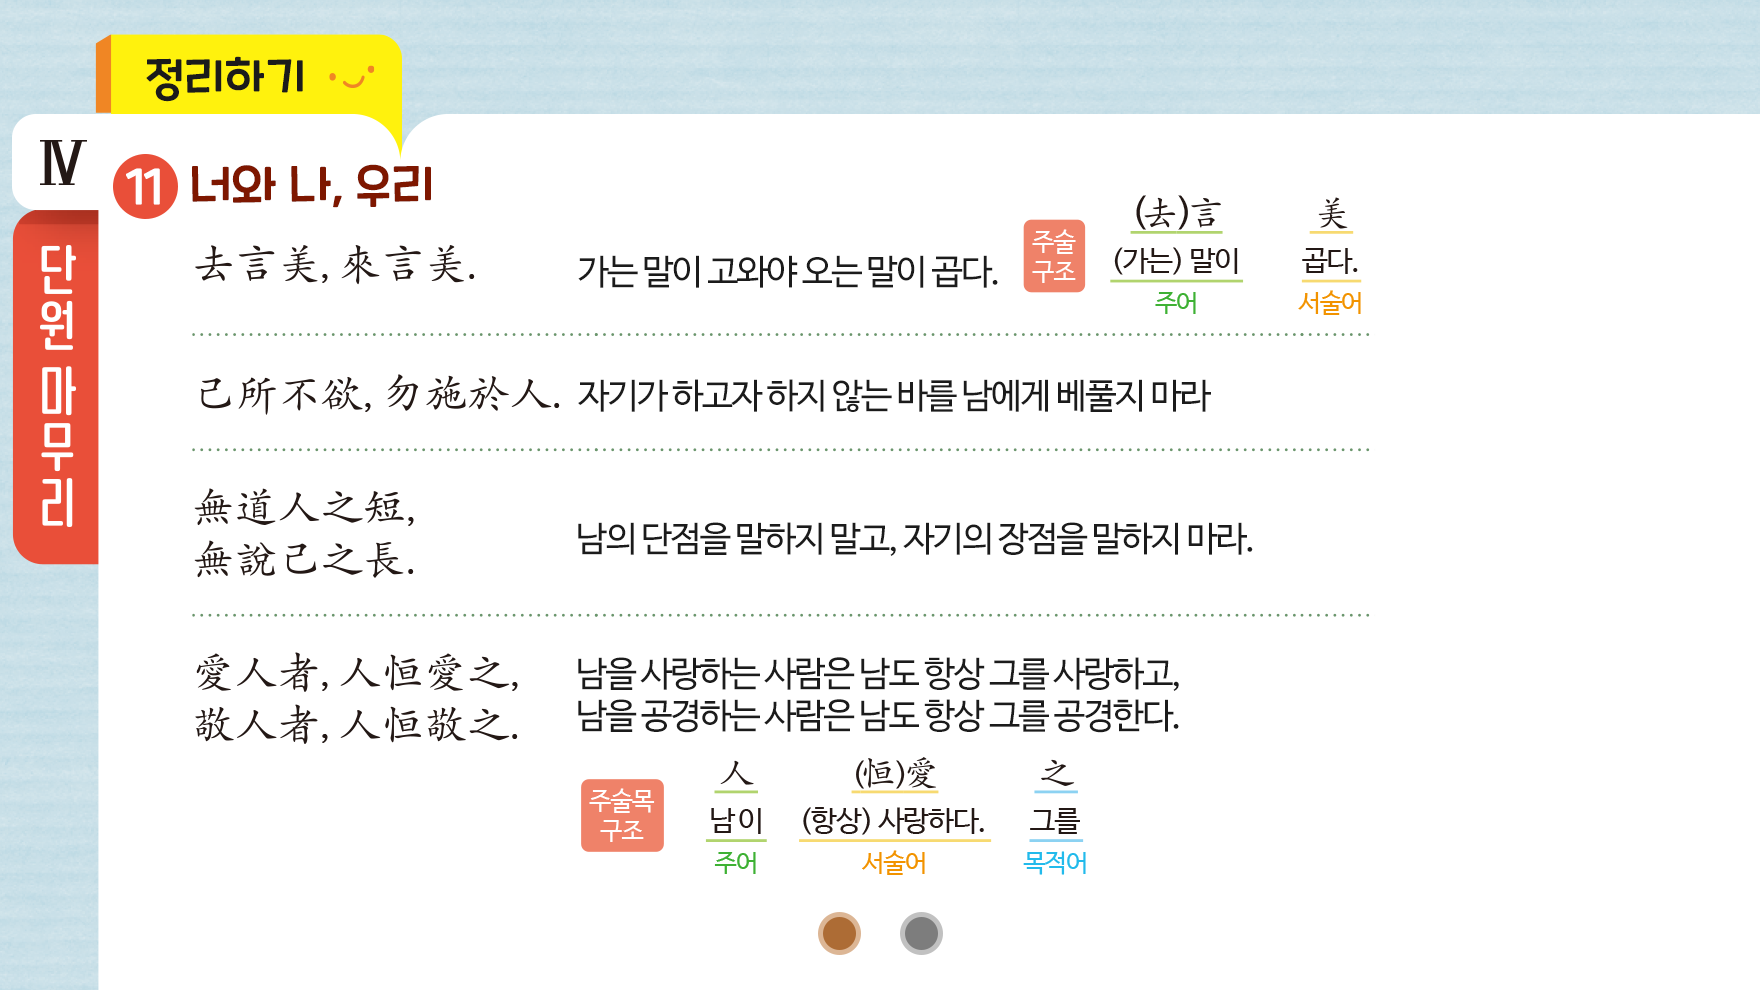 정리하기
Ⅳ
단원 마무리
11 너와 나, 우리
去言美, 來言美.
가는 말이 고와야 오는 말이 곱다.
주술
구조
(去)言 美
(가는) 말이 곱다.
주어 서술어
己所不欲, 勿施於人.
자기가 하고자 하지 않는 바를 남에게 베풀지 마라
無道人之短,
無說己之長.
남의 단점을 말하지 말고, 자기의 장점을 말하지 마라.
愛人者, 人恒愛之,
敬人者, 人恒敬之.
남을 사랑하는 사람은 남도 항상 그를 사랑하고,
남을 공경하는 사람은 남도 항상 그를 공경한다.
주술목
구조
人 (恒)愛 之
남이 (항상) 사랑하다. 그를
주어 서술어 목적어